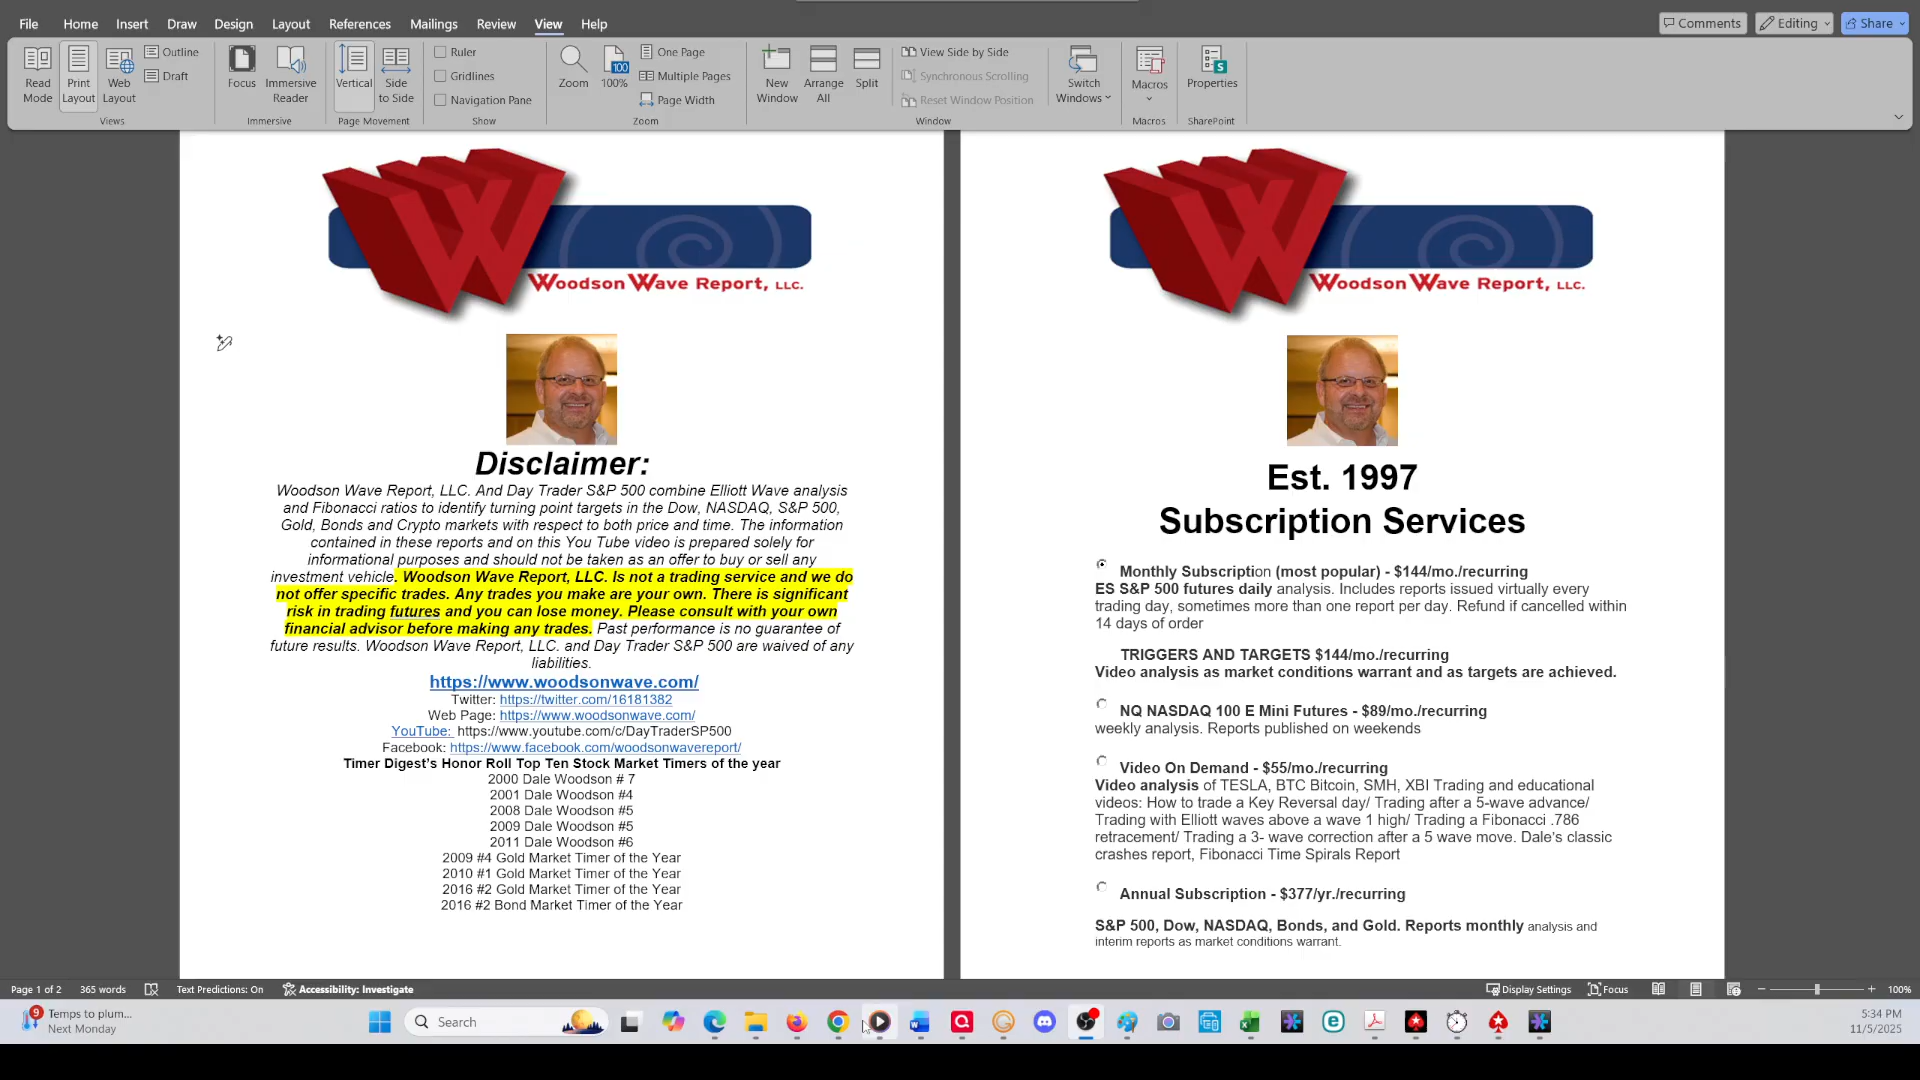 File Home Insert Draw Design Layout References Mailings Review View Help
Comments Editing Share
Read Mode
Print Layout
Web Layout
Outline
Draft
Views
Focus
Immersive Reader
Immersive
Vertical
Side to Side
Page Movement
Ruler
Gridlines
Navigation Pane
Show
Zoom
100
100%
One Page
Multiple Pages
Page Width
Zoom
New Window
Arrange All
Split
View Side by Side
Synchronous Scrolling
Reset Window Position
Window
Switch Windows
Macros
Macros
Properties
SharePoint
Woodson Wave Report, LLC.
Disclaimer:
Woodson Wave Report, LLC. And Day Trader S&P 500 combine Elliott Wave analysis
and Fibonacci ratios to identify turning point targets in the Dow, NASDAQ, S&P 500,
Gold, Bonds and Crypto markets with respect to both price and time. The information
contained in these reports and on this You Tube video is prepared solely for
informational purposes and should not be taken as an offer to buy or sell any
investment vehicle. Woodson Wave Report, LLC. Is not a trading service and we do
not offer specific trades. Any trades you make are your own. There is significant
risk in trading futures and you can lose money. Please consult with your own
financial advisor before making any trades. Past performance is no guarantee of
future results. Woodson Wave Report, LLC. and Day Trader S&P 500 are waived of any
liabilities.
https://www.woodsonwave.com/
Twitter: https://twitter.com/16181382
Web Page: https://www.woodsonwave.com/
YouTube: https://www.youtube.com/c/DayTraderSP500
Facebook: https://www.facebook.com/woodsonwavereport/
Timer Digest's Honor Roll Top Ten Stock Market Timers of the year
2000 Dale Woodson # 7
2001 Dale Woodson #4
2008 Dale Woodson #5
2009 Dale Woodson #5
2011 Dale Woodson #6
2009 #4 Gold Market Timer of the Year
2010 #1 Gold Market Timer of the Year
2016 #2 Gold Market Timer of the Year
2016 #2 Bond Market Timer of the Year
Woodson Wave Report, LLC.
Est. 1997
Subscription Services
Monthly Subscription (most popular) - $144/mo./recurring
ES S&P 500 futures daily analysis. Includes reports issued virtually every
trading day, sometimes more than one report per day. Refund if cancelled within
14 days of order
TRIGGERS AND TARGETS $144/mo./recurring
Video analysis as market conditions warrant and as targets are achieved.
NQ NASDAQ 100 E Mini Futures - $89/mo./recurring
weekly analysis. Reports published on weekends
Video On Demand - $55/mo./recurring
Video analysis of TESLA, BTC Bitcoin, SMH, XBI Trading and educational
videos: How to trade a Key Reversal day/ Trading after a 5-wave advance/
Trading with Elliott waves above a wave 1 high/ Trading a Fibonacci .786
retracement/ Trading a 3- wave correction after a 5 wave move. Dale's classic
crashes report, Fibonacci Time Spirals Report
Annual Subscription - $377/yr./recurring
S&P 500, Dow, NASDAQ, Bonds, and Gold. Reports monthly analysis and
interim reports as market conditions warrant.
Page 1 of 2 365 words Text Predictions: On Accessibility: Investigate
Display Settings Focus 100%
9
Temps to plum...
Next Monday
Search
5:34 PM
11/5/2025